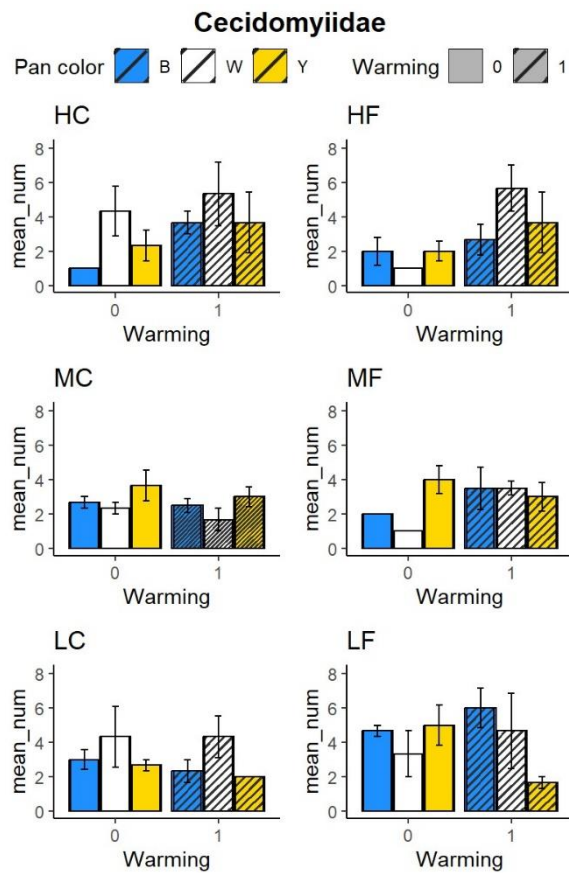 Cecidomyiidae
Pan color B W Y Warming 0 1
HC HF
8 8
6 6
mean_num mean_num
4 4
2 2
0 0
0 1 0 1
Warming Warming
MC MF
8 8
6 6
mean_num mean_num
4 4
2 2
0 0
0 1 0 1
Warming Warming
LC LF
8 8
6 6
mean_num mean_num
4 4
2 2
0 0
0 1 0 1
Warming Warming